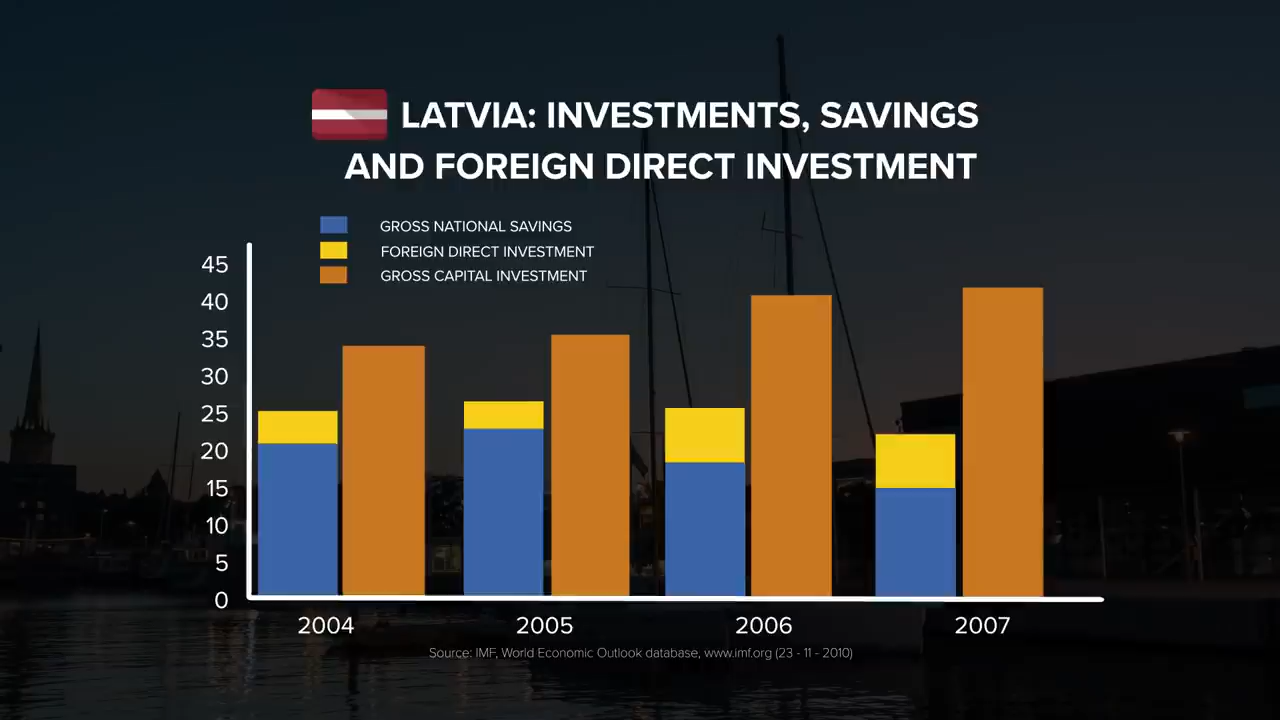 LATVIA: INVESTMENTS, SAVINGS
AND FOREIGN DIRECT INVESTMENT
GROSS NATIONAL SAVINGS
FOREIGN DIRECT INVESTMENT
GROSS CAPITAL INVESTMENT
45
40
35
30
25
20
15
10
5
0
2004 2005 2006 2007
Source: IMF, World Economic Outlook database, www.imf.org (23 - 11 - 2010)